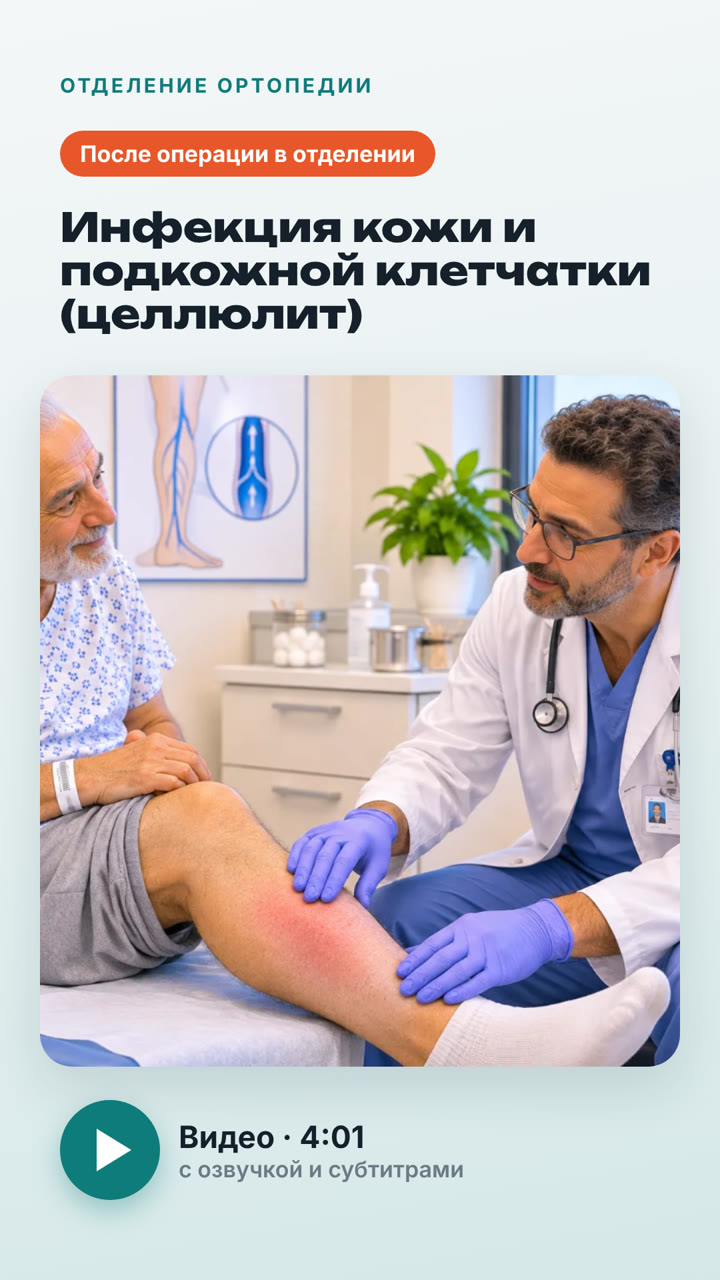 ОТДЕЛЕНИЕ ОРТОПЕДИИ
После операции в отделении
Инфекция кожи и
подкожной клетчатки
(целлюлит)
Видео · 4:01
с озвучкой и субтитрами